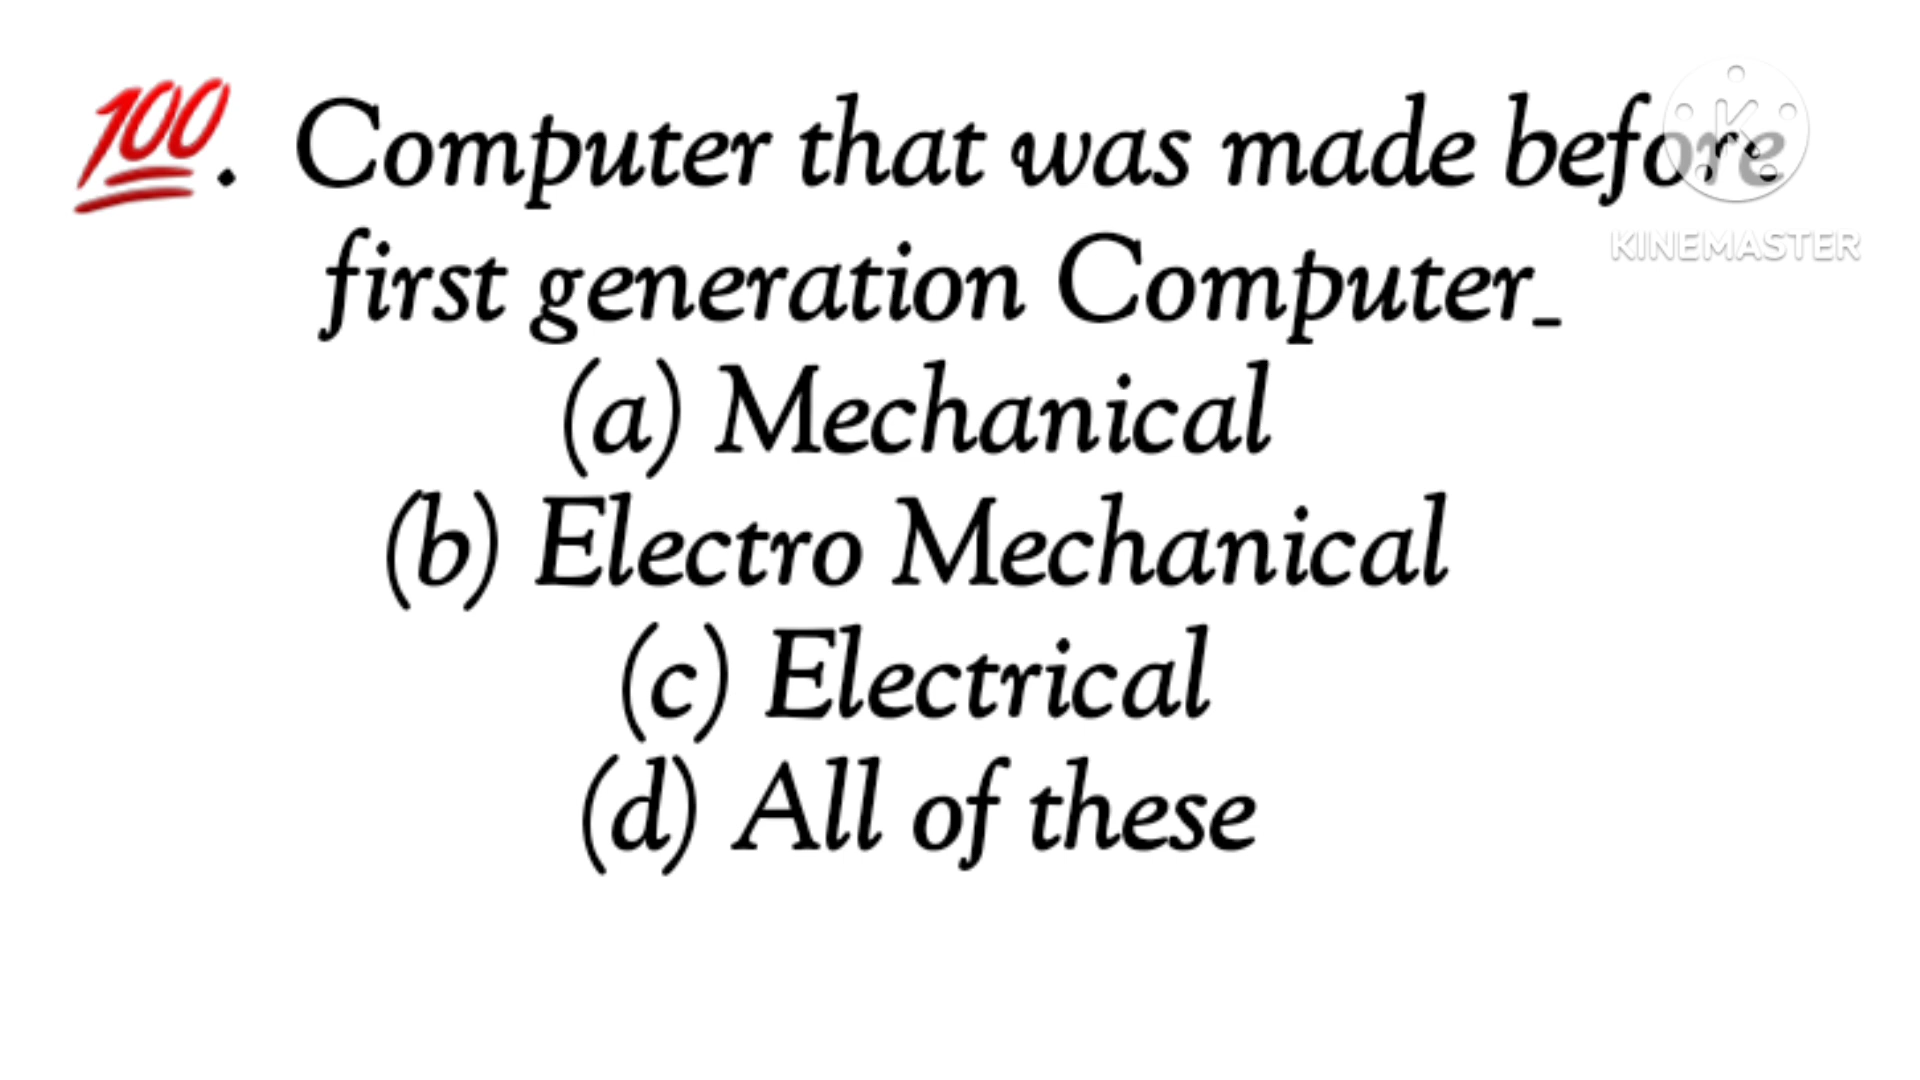 💯. Computer that was made before
first generation Computer_
(a) Mechanical
(b) Electro Mechanical
(c) Electrical
(d) All of these
K
KINEMASTER